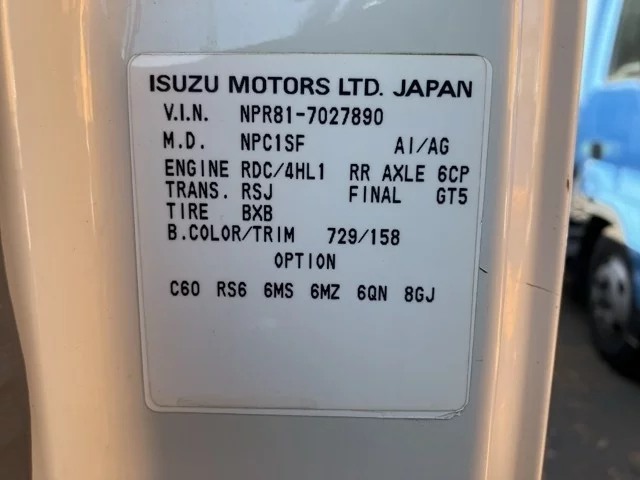 ISUZU MOTORS LTD. JAPAN
V.I.N. NPR81-7027890
M.D. NPC1SF AI/AG
ENGINE RDC/4HL1 RR AXLE 6CP
TRANS. RSJ FINAL GT5
TIRE BXB
B.COLOR/TRIM 729/158
OPTION
C60 RS6 6MS 6MZ 6QN 8GJ